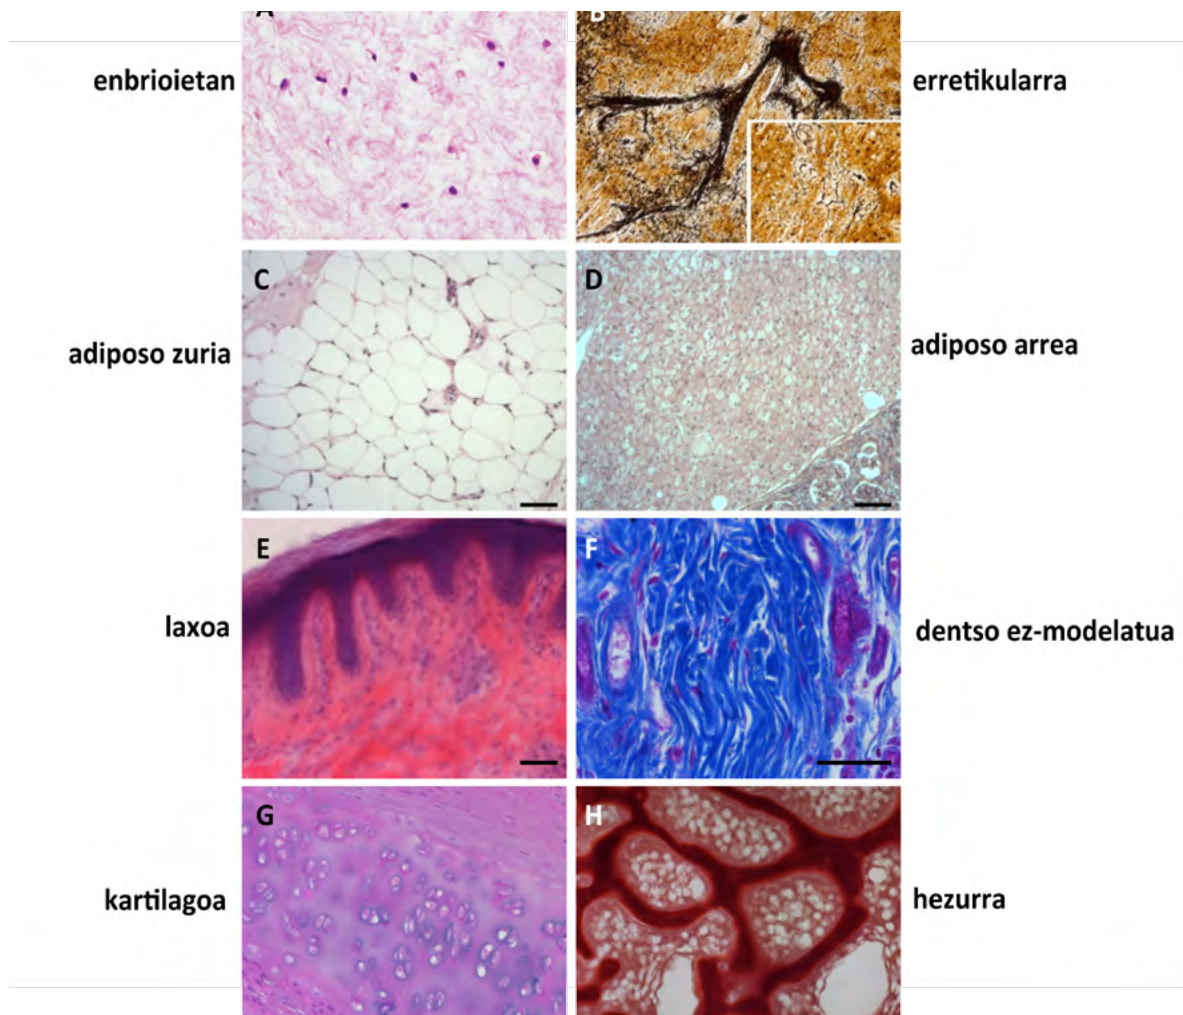 A
B
enbrioietan
erretikularra
C
D
adiposo zuria
adiposo arrea
E
F
laxoa
dentso ez-modelatua
G
H
kartilagoa
hezurra